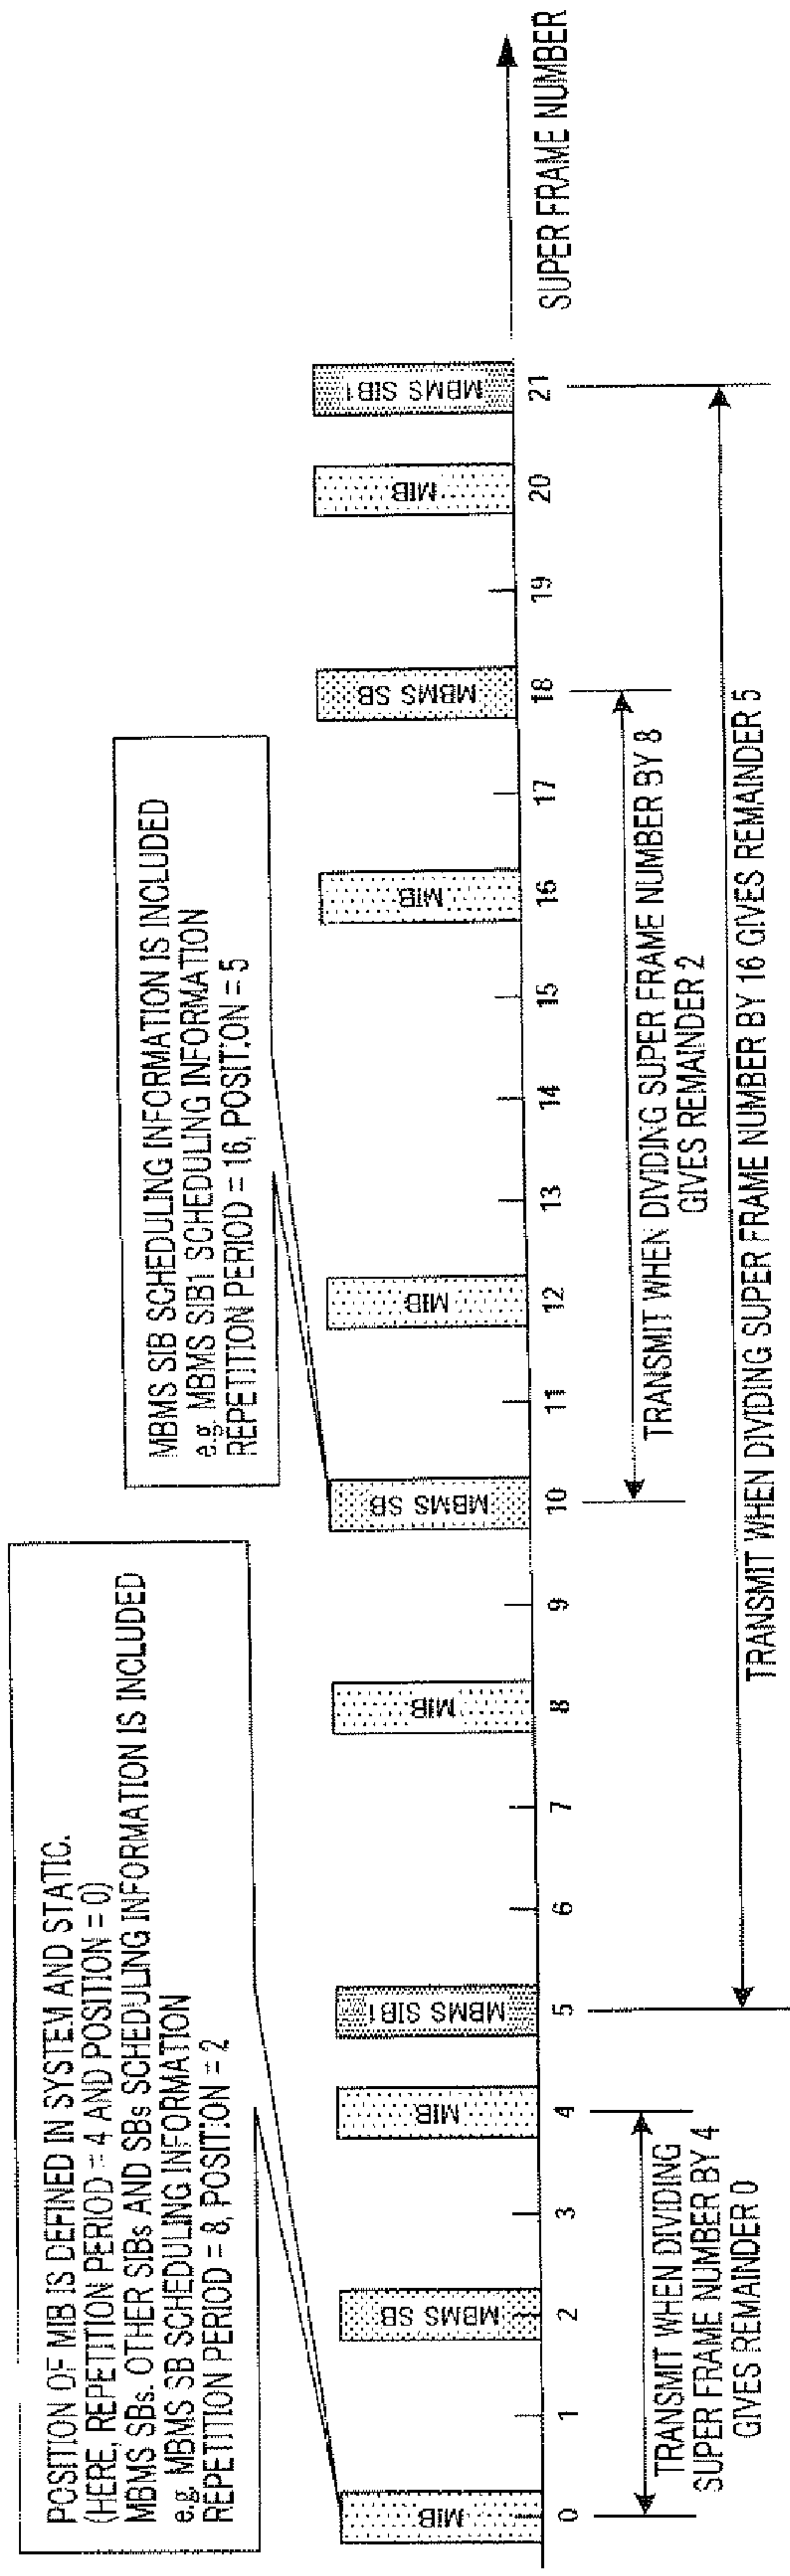 POSITION OF MIB IS DEFINED IN SYSTEM AND STATIC.
(HERE, REPETITION PERIOD = 4 AND POSITION = 0)
MBMS SBs. OTHER SIBs AND SBs SCHEDULING INFORMATION IS INCLUDED
e.g. MBMS SB SCHEDULING INFORMATION
REPETITION PERIOD = 8, POSITION = 2
MBMS SIB SCHEDULING INFORMATION IS INCLUDED
e.g. MBMS SIB1 SCHEDULING INFORMATION
REPETITION PERIOD = 16, POSITION = 5
MIB
MBMS SB
MIB
MBMS SIB1
MIB
MBMS SB
MIB
MIB
MBMS SB
MIB
MBMS SIB1
0 1 2 3 4 5 6 7 8 9 10 11 12 13 14 15 16 17 18 19 20 21
SUPER FRAME NUMBER
TRANSMIT WHEN DIVIDING
SUPER FRAME NUMBER BY 4
GIVES REMAINDER 0
TRANSMIT WHEN DIVIDING SUPER FRAME NUMBER BY 8
GIVES REMAINDER 2
TRANSMIT WHEN DIVIDING SUPER FRAME NUMBER BY 16 GIVES REMAINDER 5